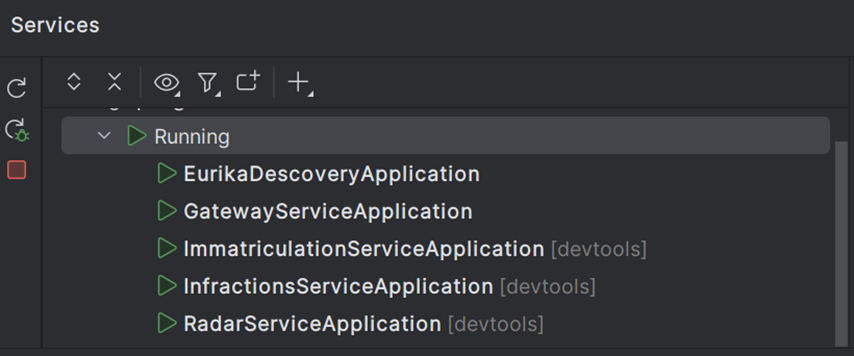 Services
Running
EurikaDescoveryApplication
GatewayServiceApplication
ImmatriculationServiceApplication [devtools]
InfractionsServiceApplication [devtools]
RadarServiceApplication [devtools]